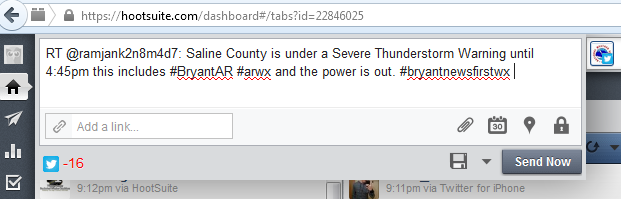 https://hootsuite.com/dashboard#/tabs?id=22846025
RT @ramjank2n8m4d7: Saline County is under a Severe Thunderstorm Warning until
4:45pm this includes #BryantAR #arwx and the power is out. #bryantnewsfirstwx
Add a link...
30
-16
Send Now
9:12pm via HootSuite
9:11pm via Twitter for iPhone